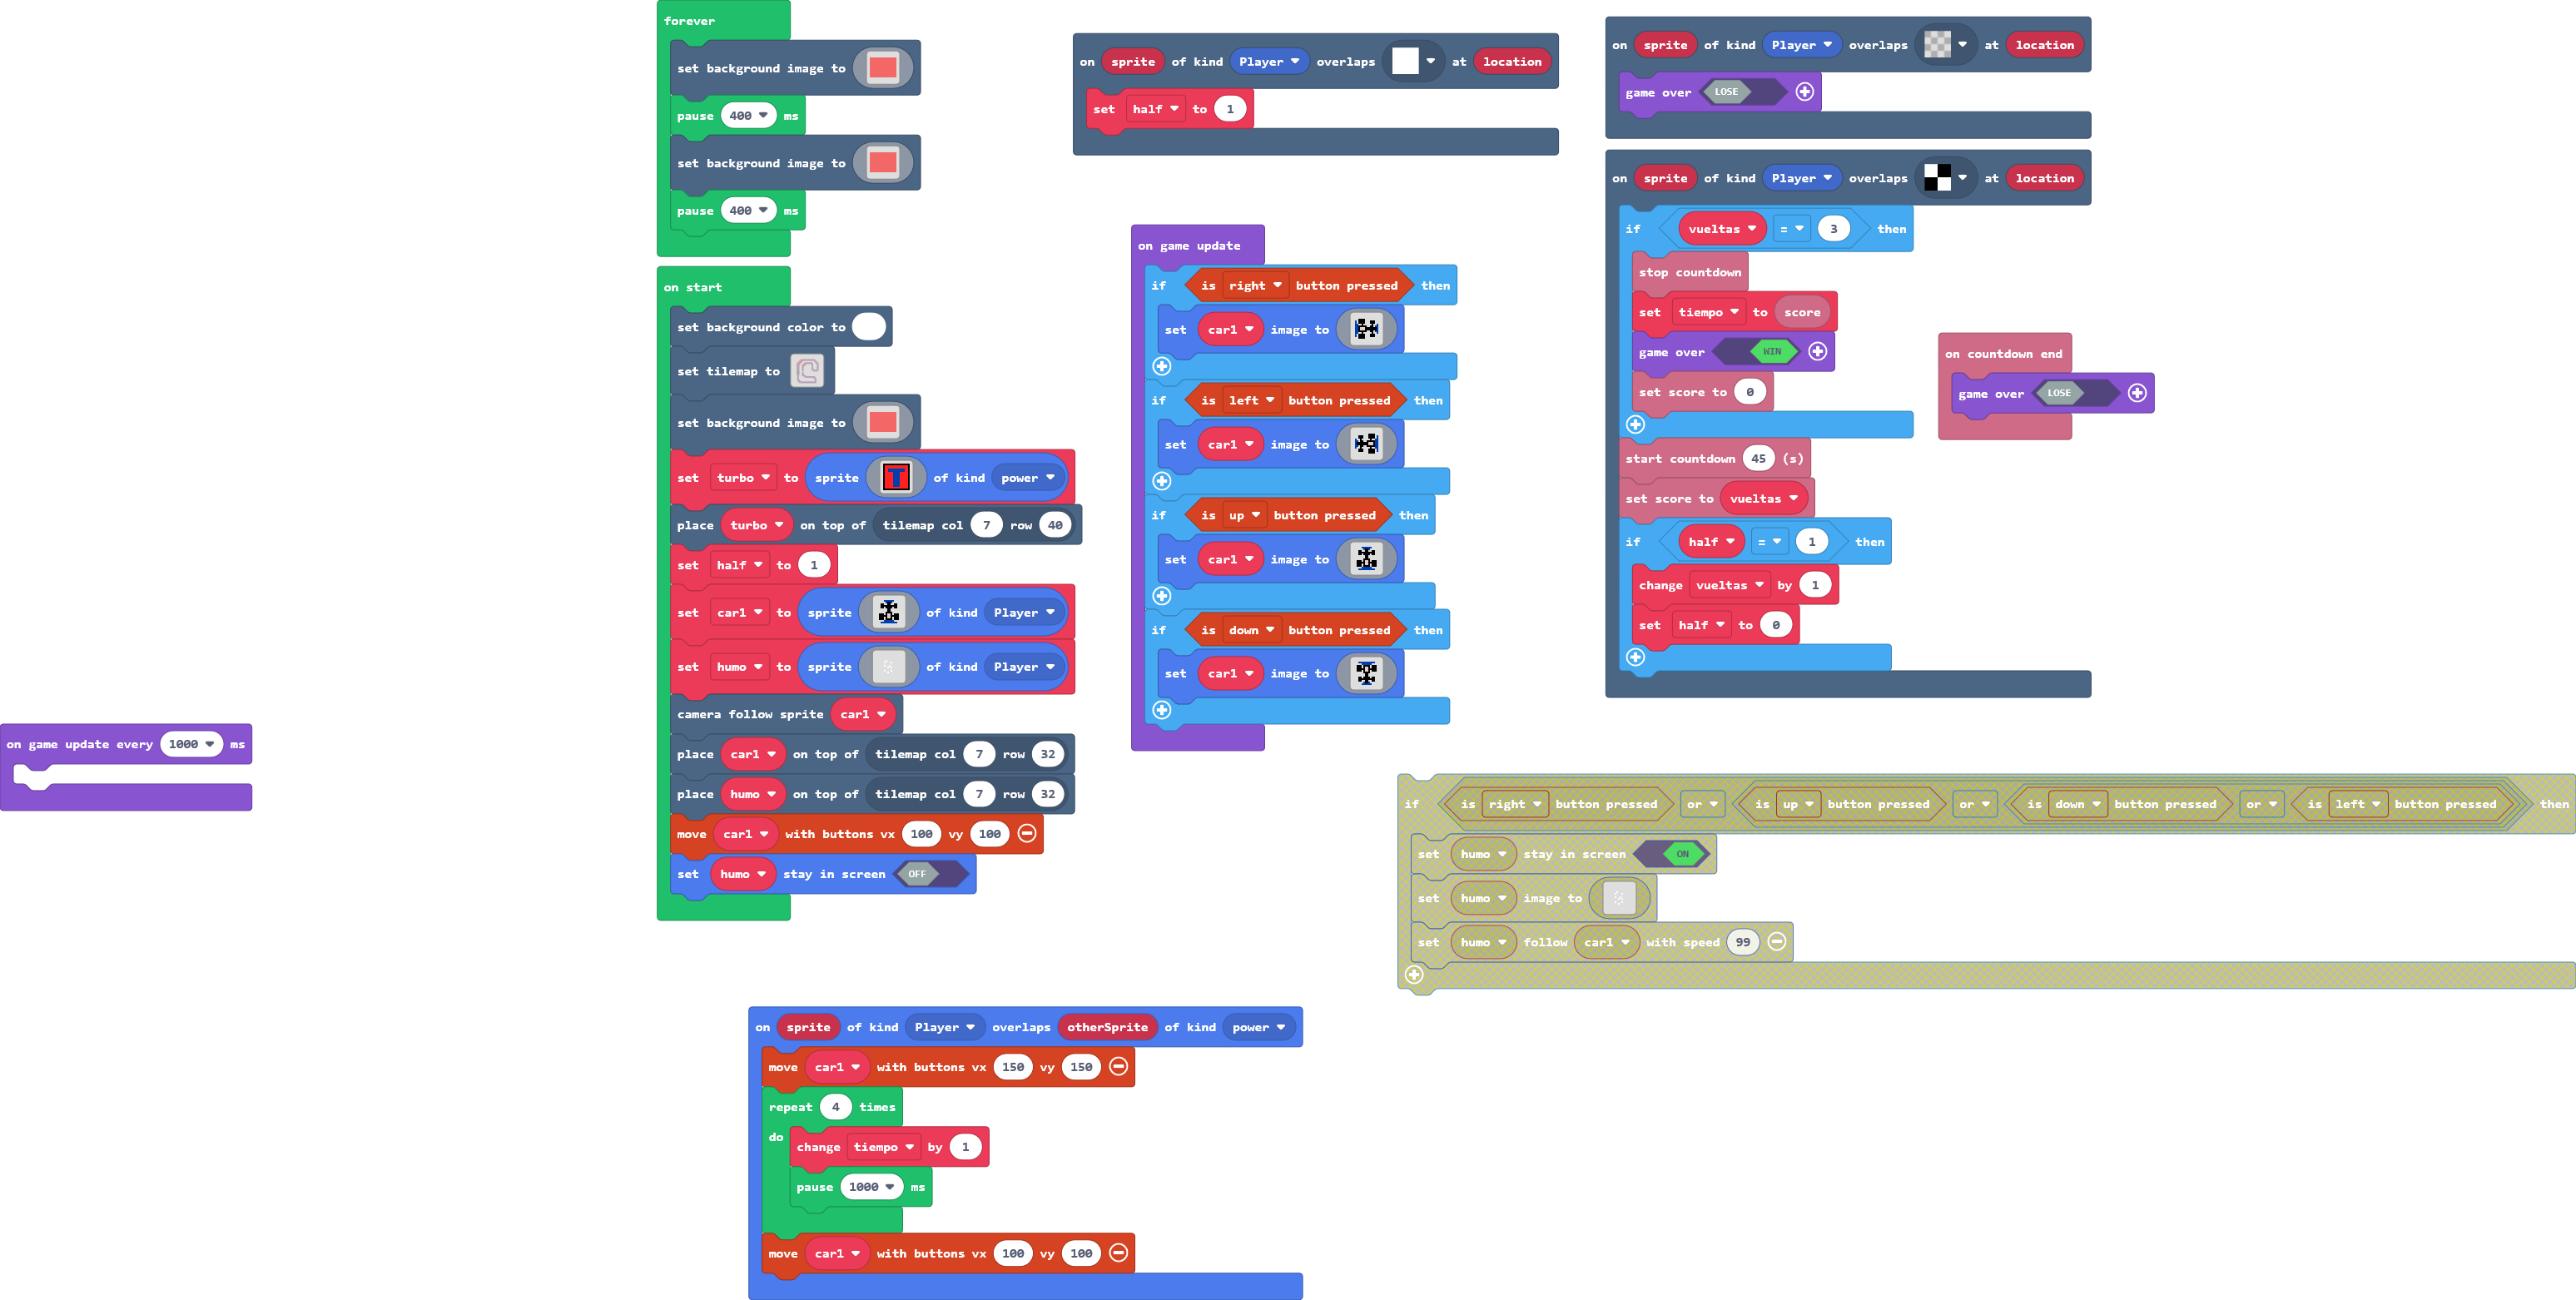 forever
set background image to
pause 400 ms
set background image to
pause 400 ms
on start
set background color to
set tilemap to
set background image to
set turbo to sprite T of kind power
place turbo on top of tilemap col 7 row 40
set half to 1
set car1 to sprite of kind Player
set humo to sprite of kind Player
camera follow sprite car1
place car1 on top of tilemap col 7 row 32
place humo on top of tilemap col 7 row 32
move car1 with buttons vx 100 vy 100
set humo stay in screen OFF
on game update every 1000 ms
on sprite of kind Player overlaps at location
set half to 1
on game update
if is right button pressed then
set car1 image to
if is left button pressed then
set car1 image to
if is up button pressed then
set car1 image to
if is down button pressed then
set car1 image to
on sprite of kind Player overlaps at location
game over LOSE
on sprite of kind Player overlaps at location
if vueltas = 3 then
stop countdown
set tiempo to score
game over WIN
set score to 0
start countdown 45 (s)
set score to vueltas
if half = 1 then
change vueltas by 1
set half to 0
on countdown end
game over LOSE
if is right button pressed or is up button pressed or is down button pressed or is left button pressed then
set humo stay in screen ON
set humo image to
set humo follow car1 with speed 99
on sprite of kind Player overlaps otherSprite of kind power
move car1 with buttons vx 150 vy 150
repeat 4 times
do
change tiempo by 1
pause 1000 ms
move car1 with buttons vx 100 vy 100